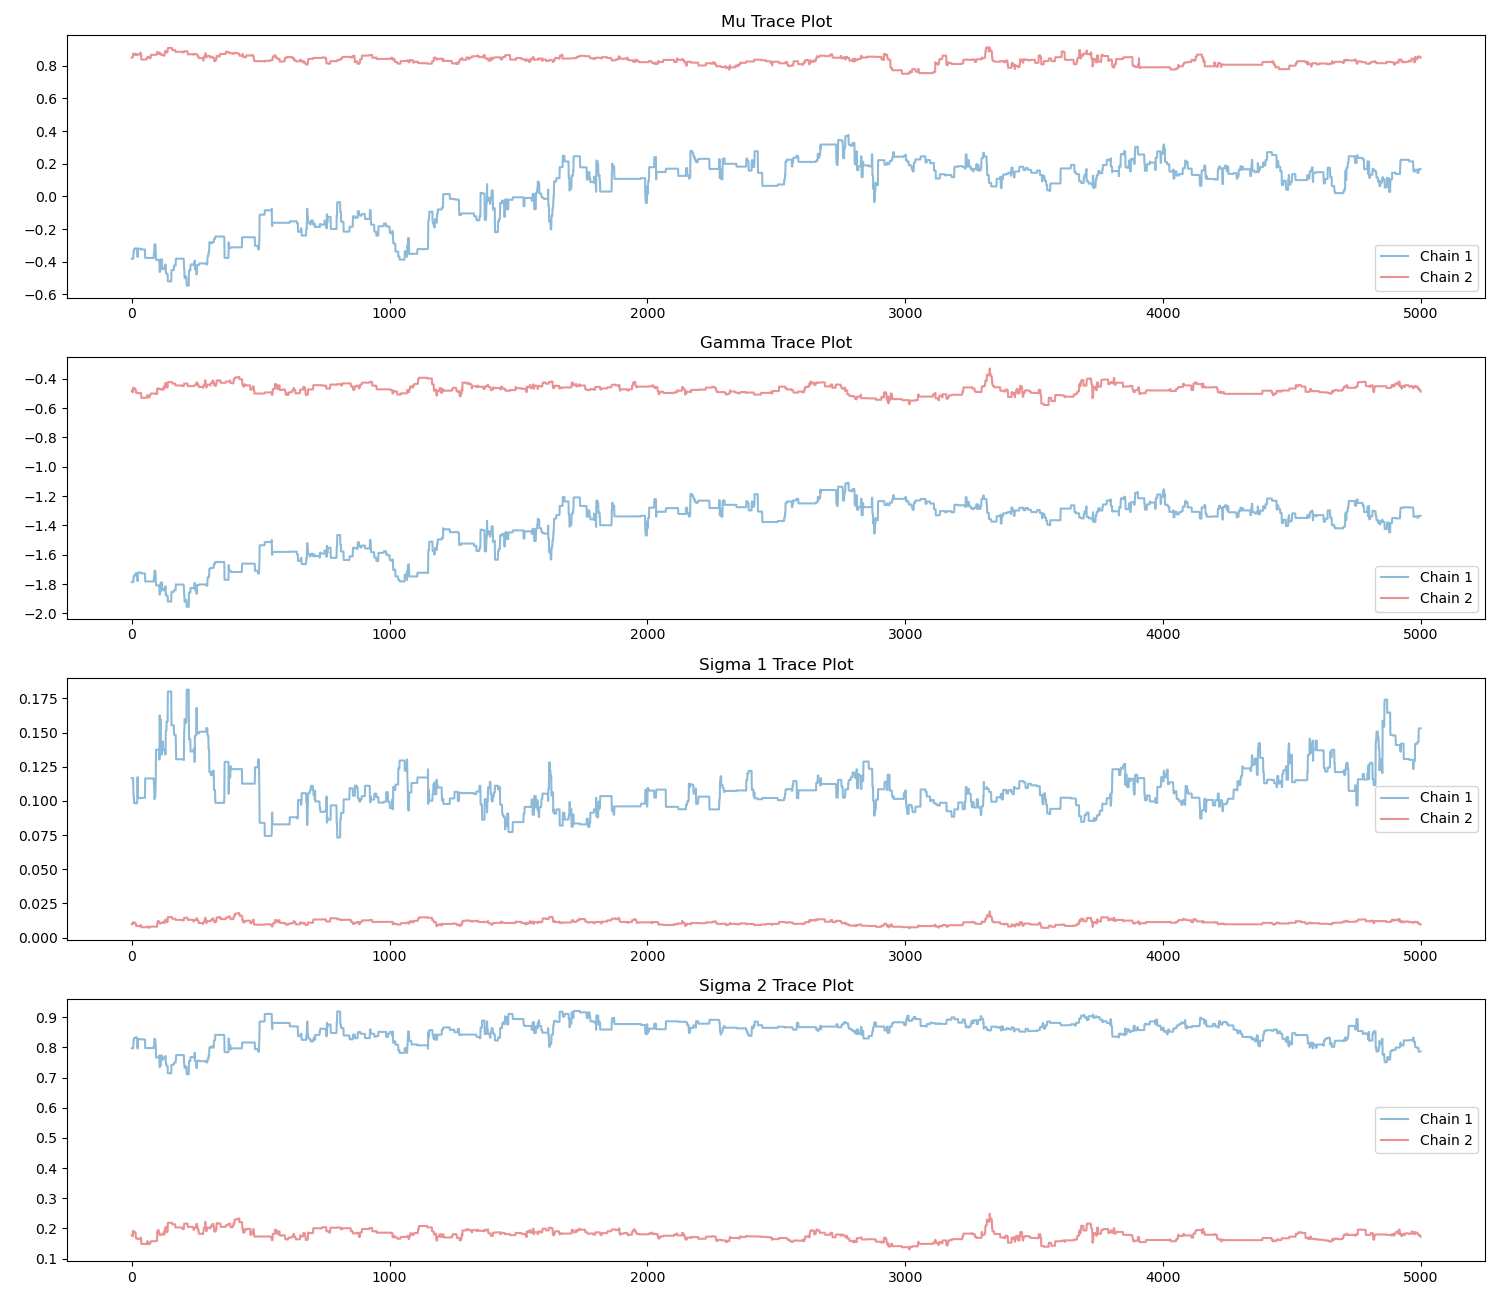 Mu Trace Plot
0.8
0.6
0.4
0.2
0.0
−0.2
−0.4
−0.6
Chain 1
Chain 2
0 1000 2000 3000 4000 5000
Gamma Trace Plot
−0.4
−0.6
−0.8
−1.0
−1.2
−1.4
−1.6
−1.8
−2.0
Chain 1
Chain 2
0 1000 2000 3000 4000 5000
Sigma 1 Trace Plot
0.175
0.150
0.125
0.100
0.075
0.050
0.025
0.000
Chain 1
Chain 2
0 1000 2000 3000 4000 5000
Sigma 2 Trace Plot
0.9
0.8
0.7
0.6
0.5
0.4
0.3
0.2
0.1
Chain 1
Chain 2
0 1000 2000 3000 4000 5000